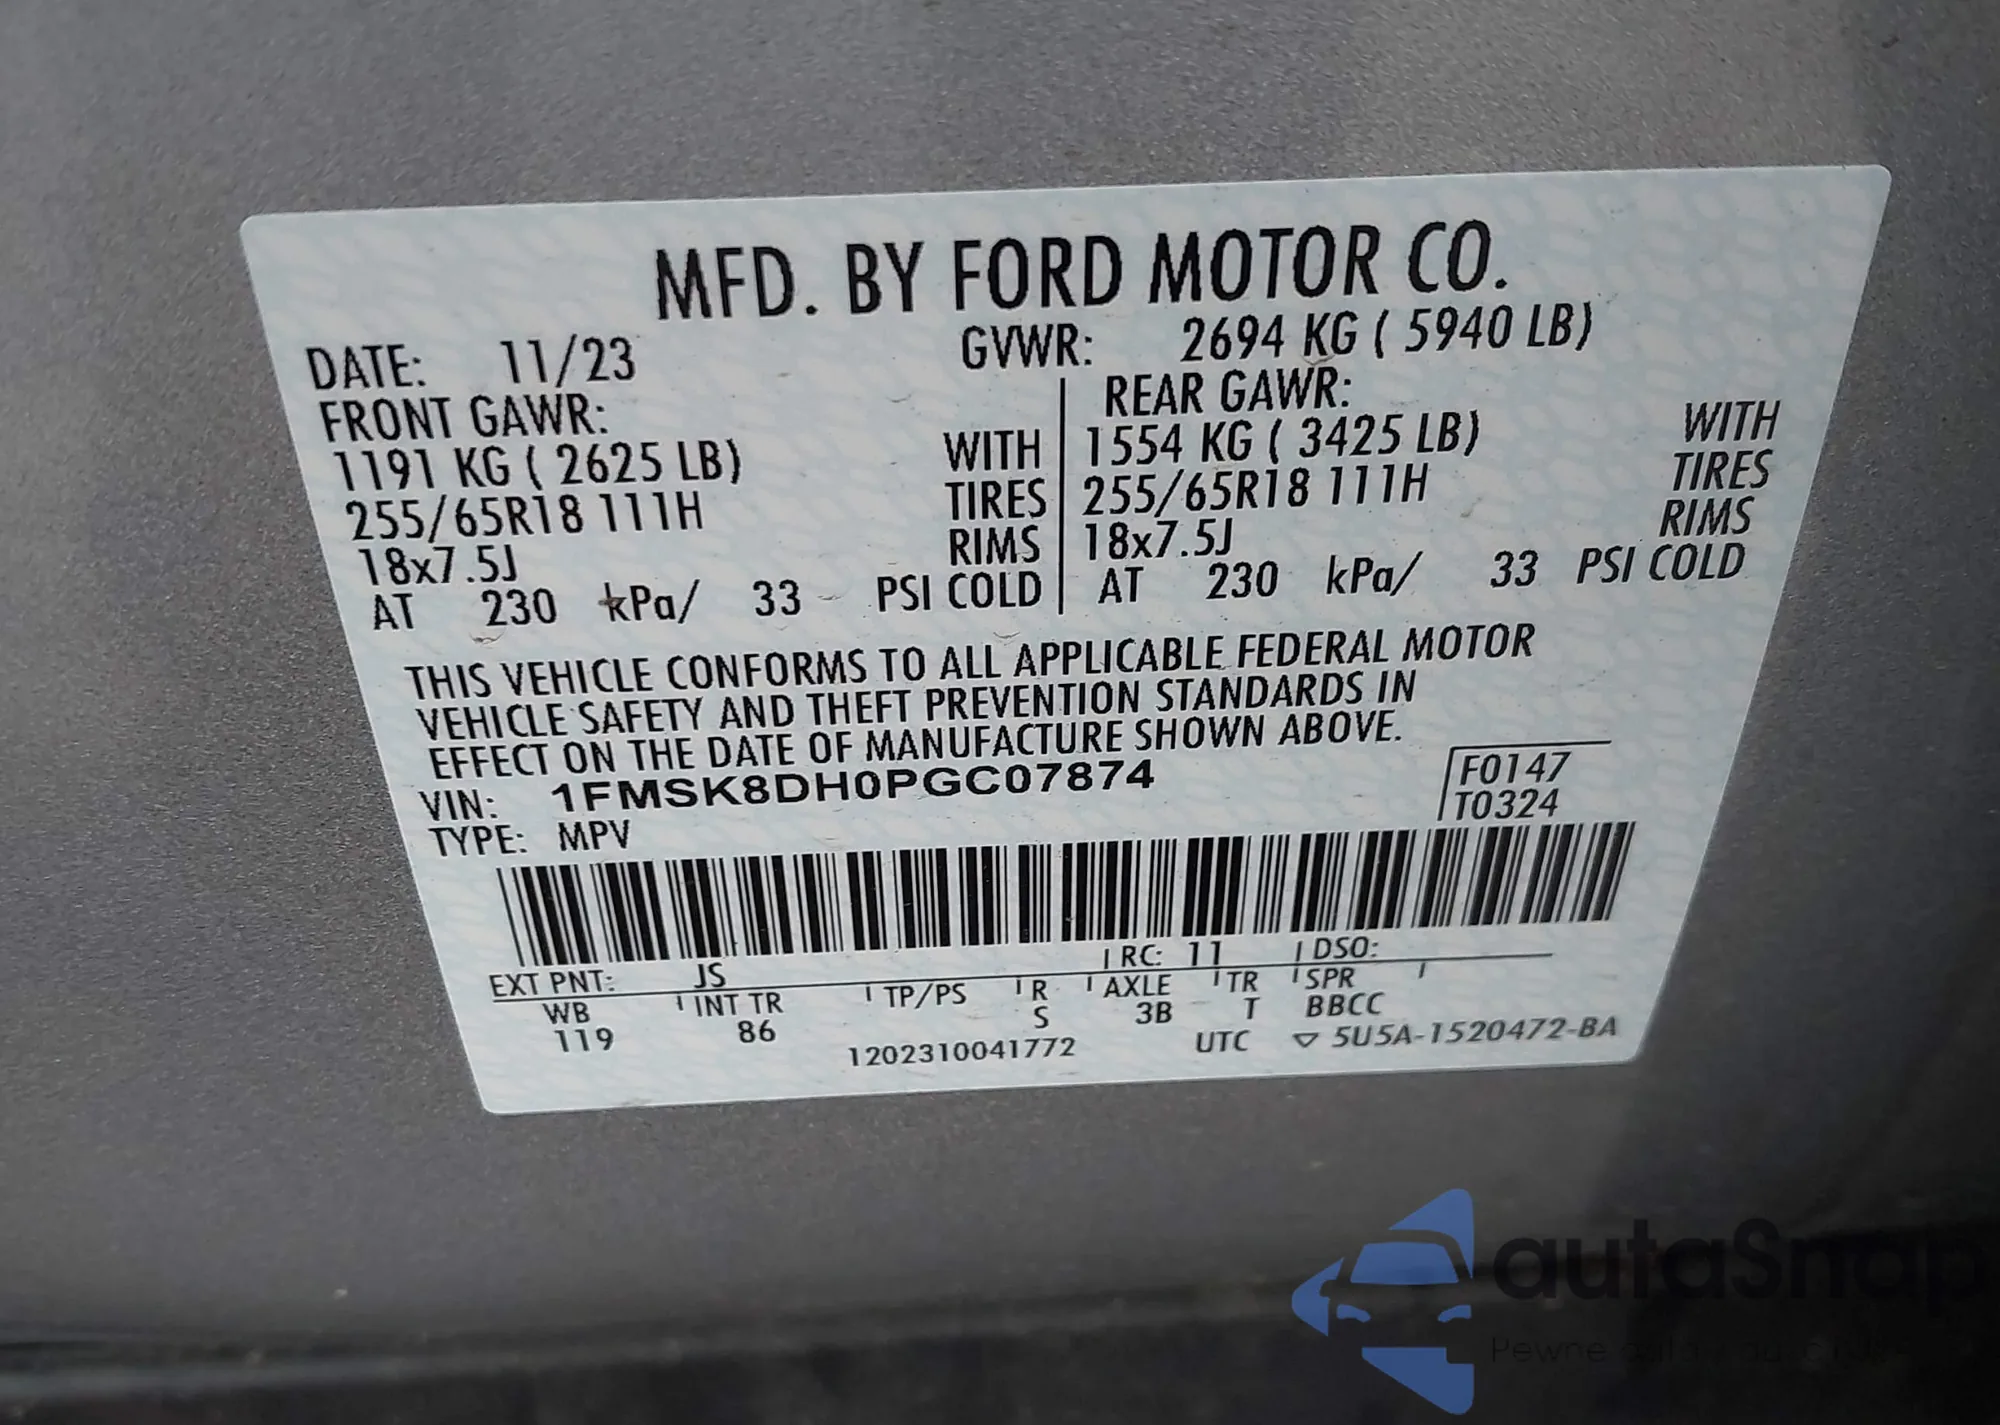 MFD. BY FORD MOTOR CO.
DATE: 11/23 GVWR: 2694 KG ( 5940 LB)
FRONT GAWR: REAR GAWR:
1191 KG ( 2625 LB) WITH 1554 KG ( 3425 LB) WITH
255/65R18 111H TIRES 255/65R18 111H TIRES
18x7.5J RIMS 18x7.5J RIMS
AT 230 kPa/ 33 PSI COLD AT 230 kPa/ 33 PSI COLD
THIS VEHICLE CONFORMS TO ALL APPLICABLE FEDERAL MOTOR
VEHICLE SAFETY AND THEFT PREVENTION STANDARDS IN
EFFECT ON THE DATE OF MANUFACTURE SHOWN ABOVE.
VIN: 1FMSK8DH0PGC07874 F0147
TYPE: MPV T0324
EXT PNT: JS RC: 11 DSO:
WB INT TR TP/PS R AXLE TR SPR
119 86 S 3B T BBCC
1202310041772 UTC ▽ 5U5A-1520472-BA
autaSnap
Pewne auta